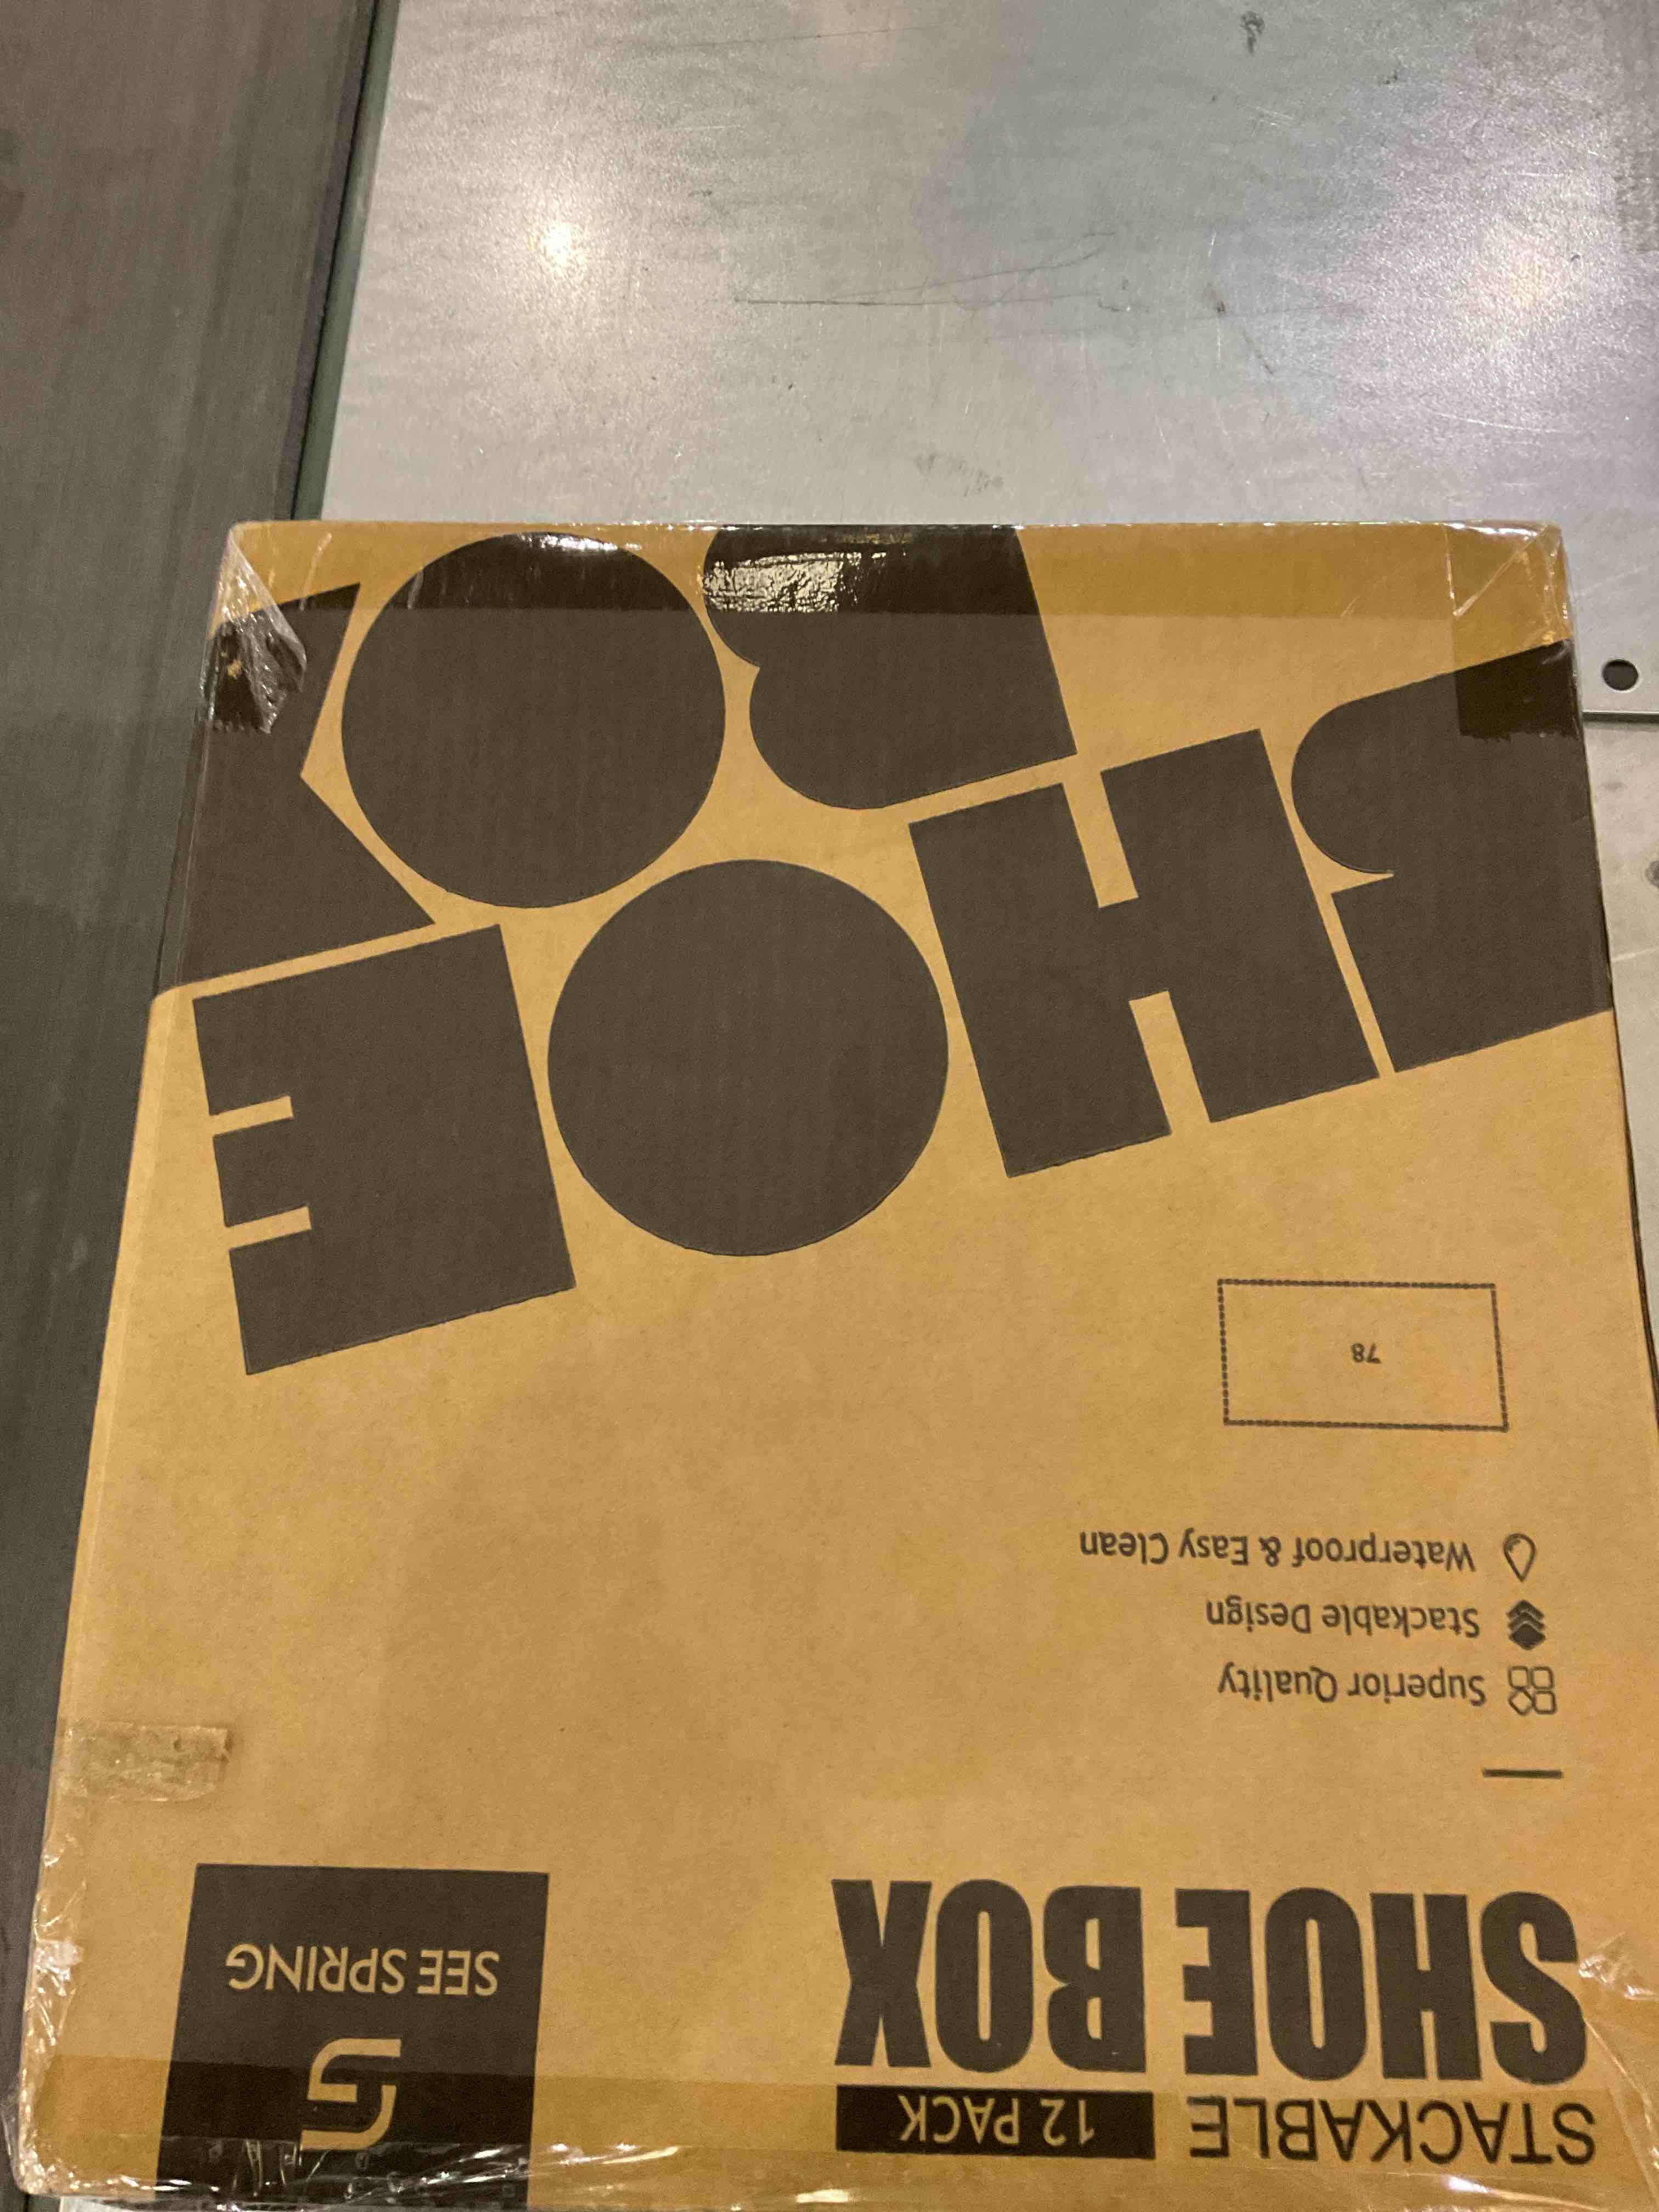 STACKABLE 12 PACK
SHOE BOX
SEE SPRING
Superior Quality
Stackable Design
Waterproof & Easy Clean
78
SHOE
BOX